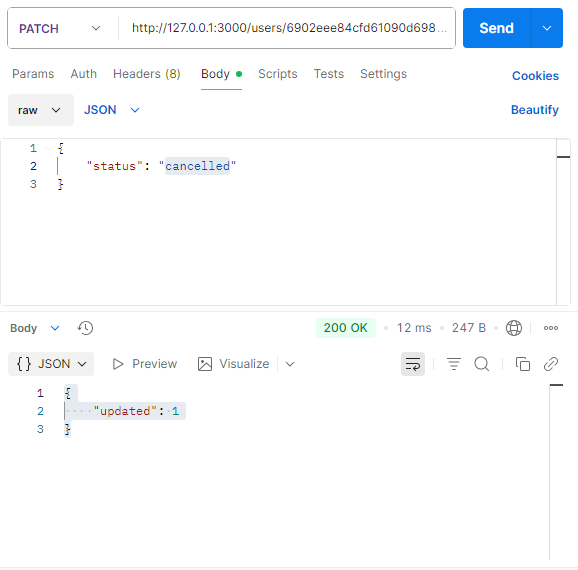 PATCH http://127.0.0.1:3000/users/6902eee84cfd61090d698... Send
Params Auth Headers (8) Body Scripts Tests Settings Cookies
raw JSON Beautify
1 {
2 "status": "cancelled"
3 }
Body 200 OK 12 ms 247 B
{} JSON Preview Visualize
1 {
2 "updated": 1
3 }